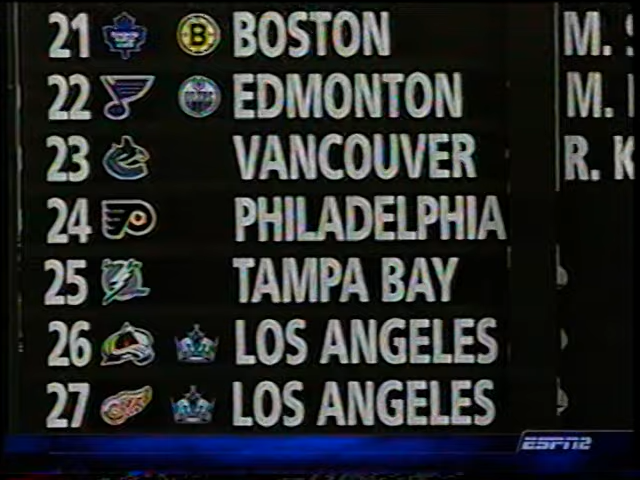 21 BOSTON M.
22 EDMONTON M.
23 VANCOUVER R. K
24 PHILADELPHIA
25 TAMPA BAY
26 LOS ANGELES
27 LOS ANGELES
ESPN2